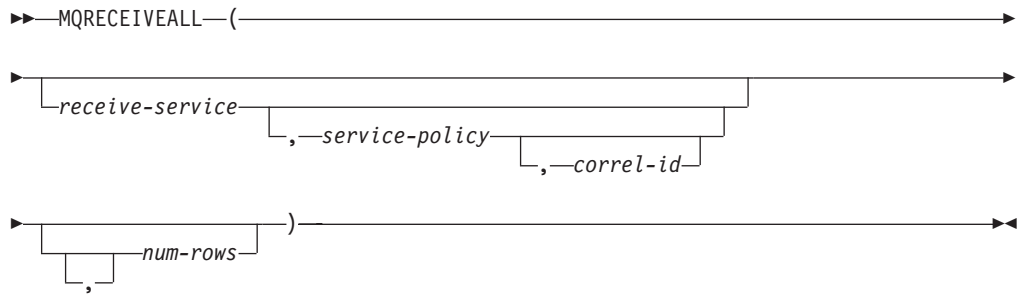 MQRECEIVEALL (
receive-service
, service-policy
, correl-id
num-rows )
,